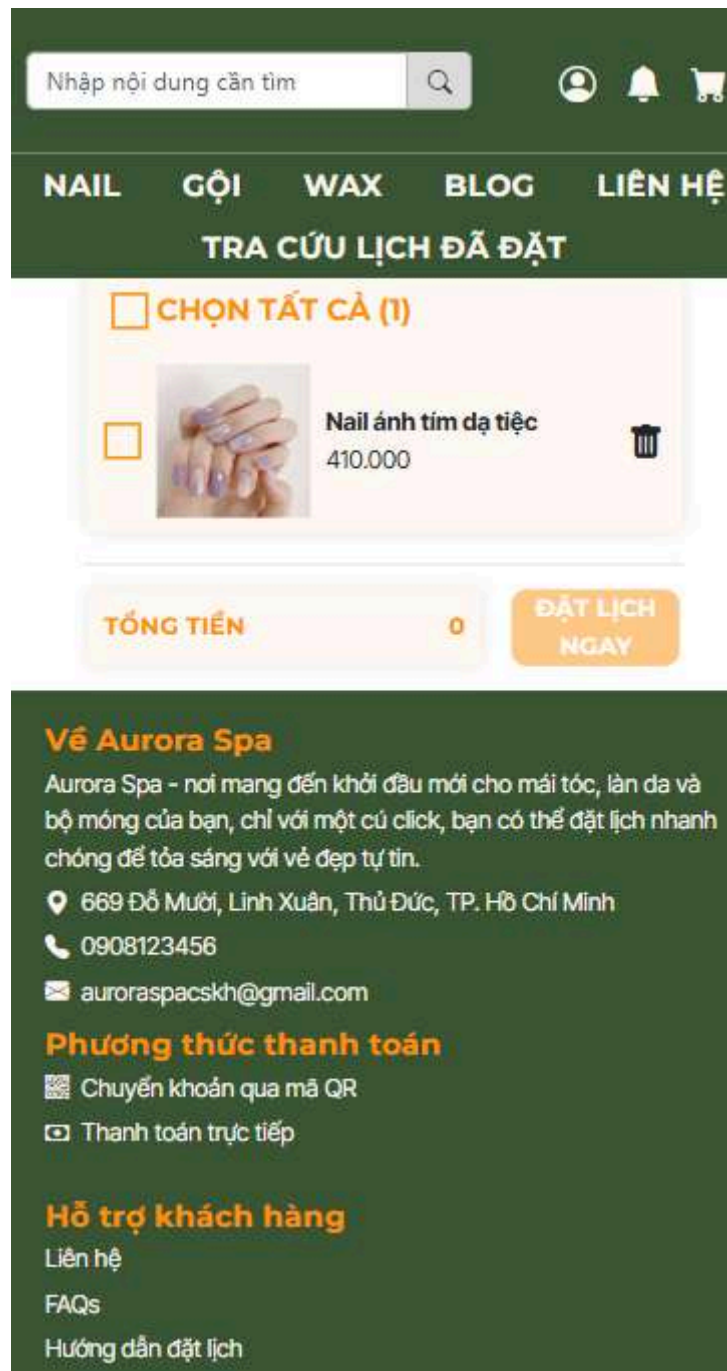 Nhập nội dung cần tìm
NAIL GỘI WAX BLOG LIÊN HỆ
TRA CỨU LỊCH ĐÃ ĐẶT
CHỌN TẤT CẢ (1)
Nail ánh tím dạ tiệc
410.000
TỔNG TIỀN 0
ĐẶT LỊCH
NGAY
Về Aurora Spa
Aurora Spa - nơi mang đến khởi đầu mới cho mái tóc, làn da và
bộ móng của bạn, chỉ với một cú click, bạn có thể đặt lịch nhanh
chóng để tỏa sáng với vẻ đẹp tự tin.
669 Đỗ Mười, Linh Xuân, Thủ Đức, TP. Hồ Chí Minh
0908123456
auroraspacskh@gmail.com
Phương thức thanh toán
Chuyển khoản qua mã QR
Thanh toán trực tiếp
Hỗ trợ khách hàng
Liên hệ
FAQs
Hướng dẫn đặt lịch